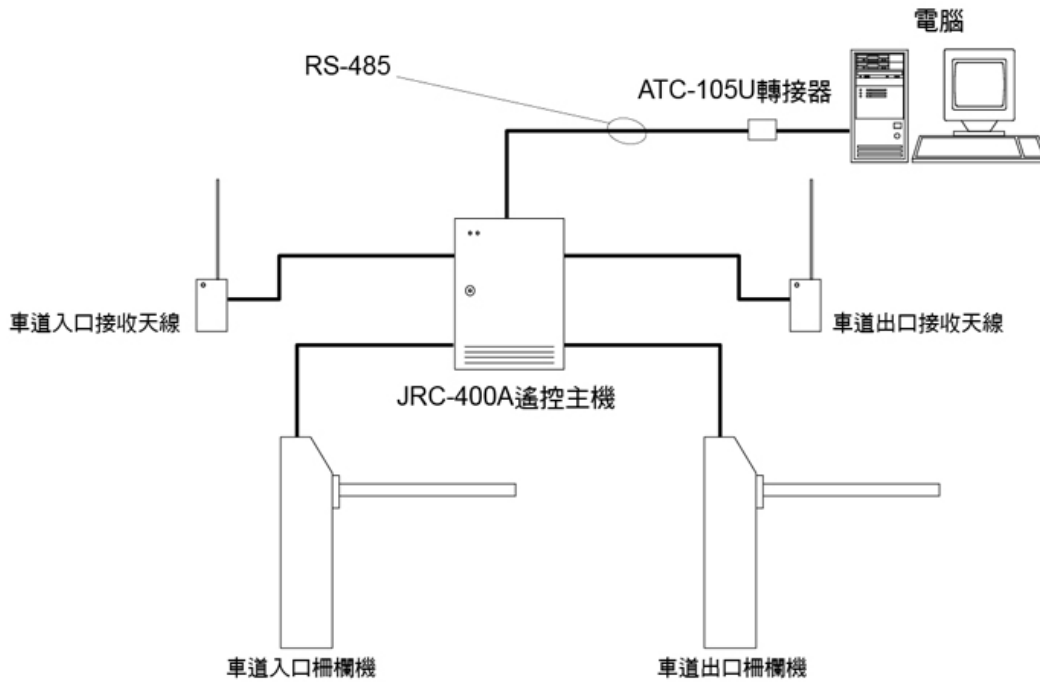 電腦
RS-485
ATC-105U轉接器
車道入口接收天線
車道出口接收天線
JRC-400A遙控主機
車道入口柵欄機
車道出口柵欄機